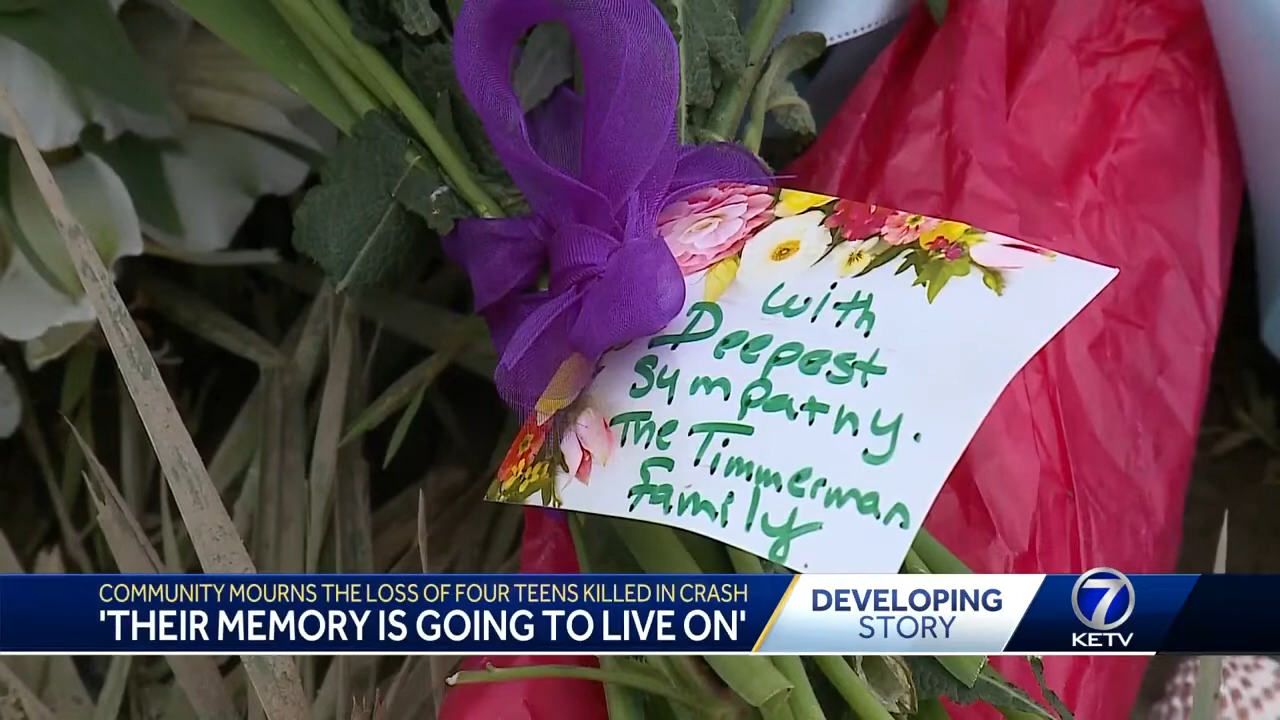 with
Deepest
Sympathy.
The Timmerman
family
COMMUNITY MOURNS THE LOSS OF FOUR TEENS KILLED IN CRASH
'THEIR MEMORY IS GOING TO LIVE ON'
DEVELOPING
STORY
7
KETV